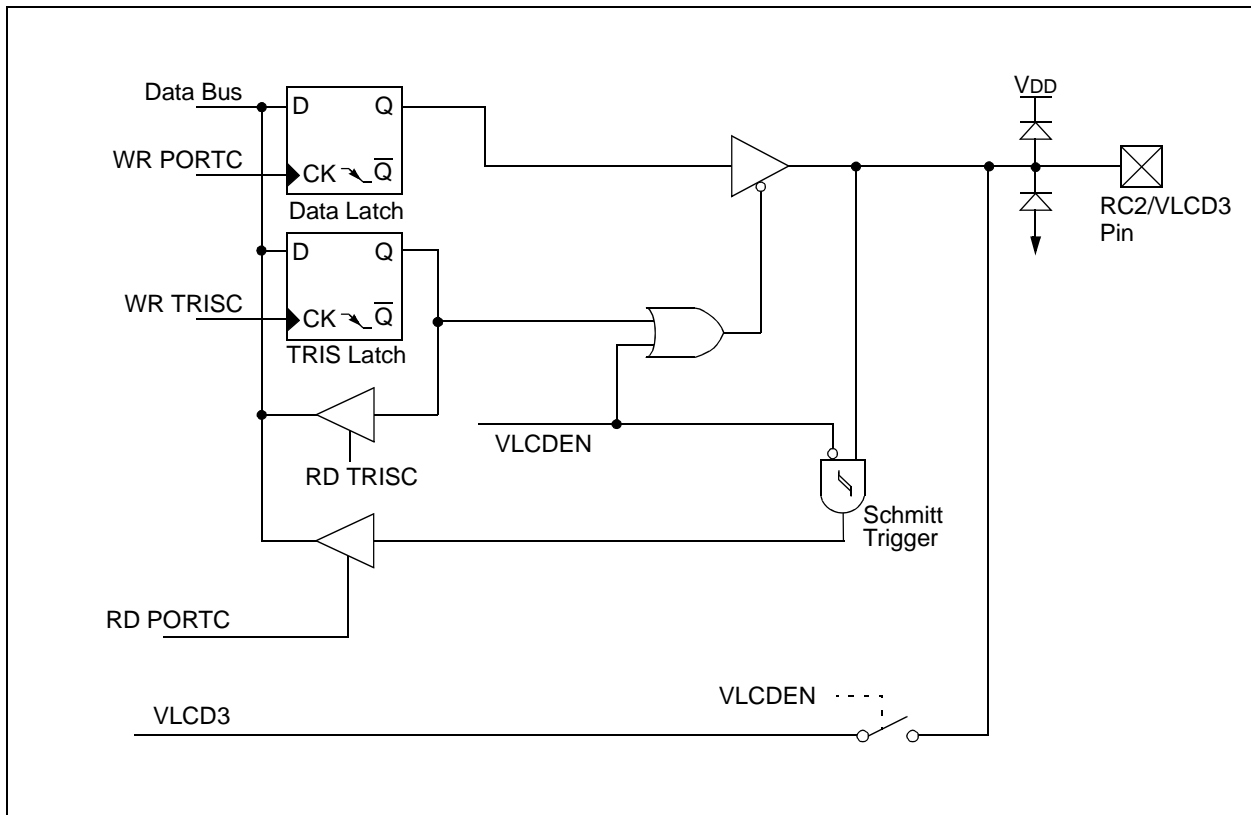 Data Bus
D Q
VDD
WR PORTC
CK Q̅
Data Latch
RC2/VLCD3
Pin
D Q
WR TRISC
CK Q̅
TRIS Latch
VLCDEN
RD TRISC
Schmitt
Trigger
RD PORTC
VLCDEN
VLCD3